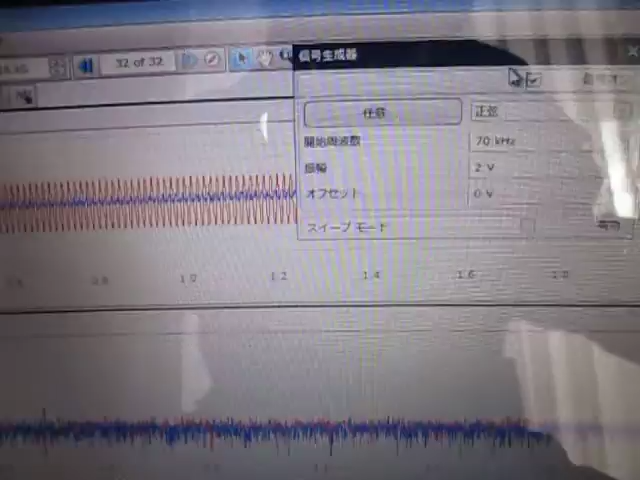 32 of 32
信号生成器
任意
正弦
開始周波数
70 kHz
振幅
2 V
オフセット
0 V
スイープ モード
0.8
1.0
1.2
1.4
1.6